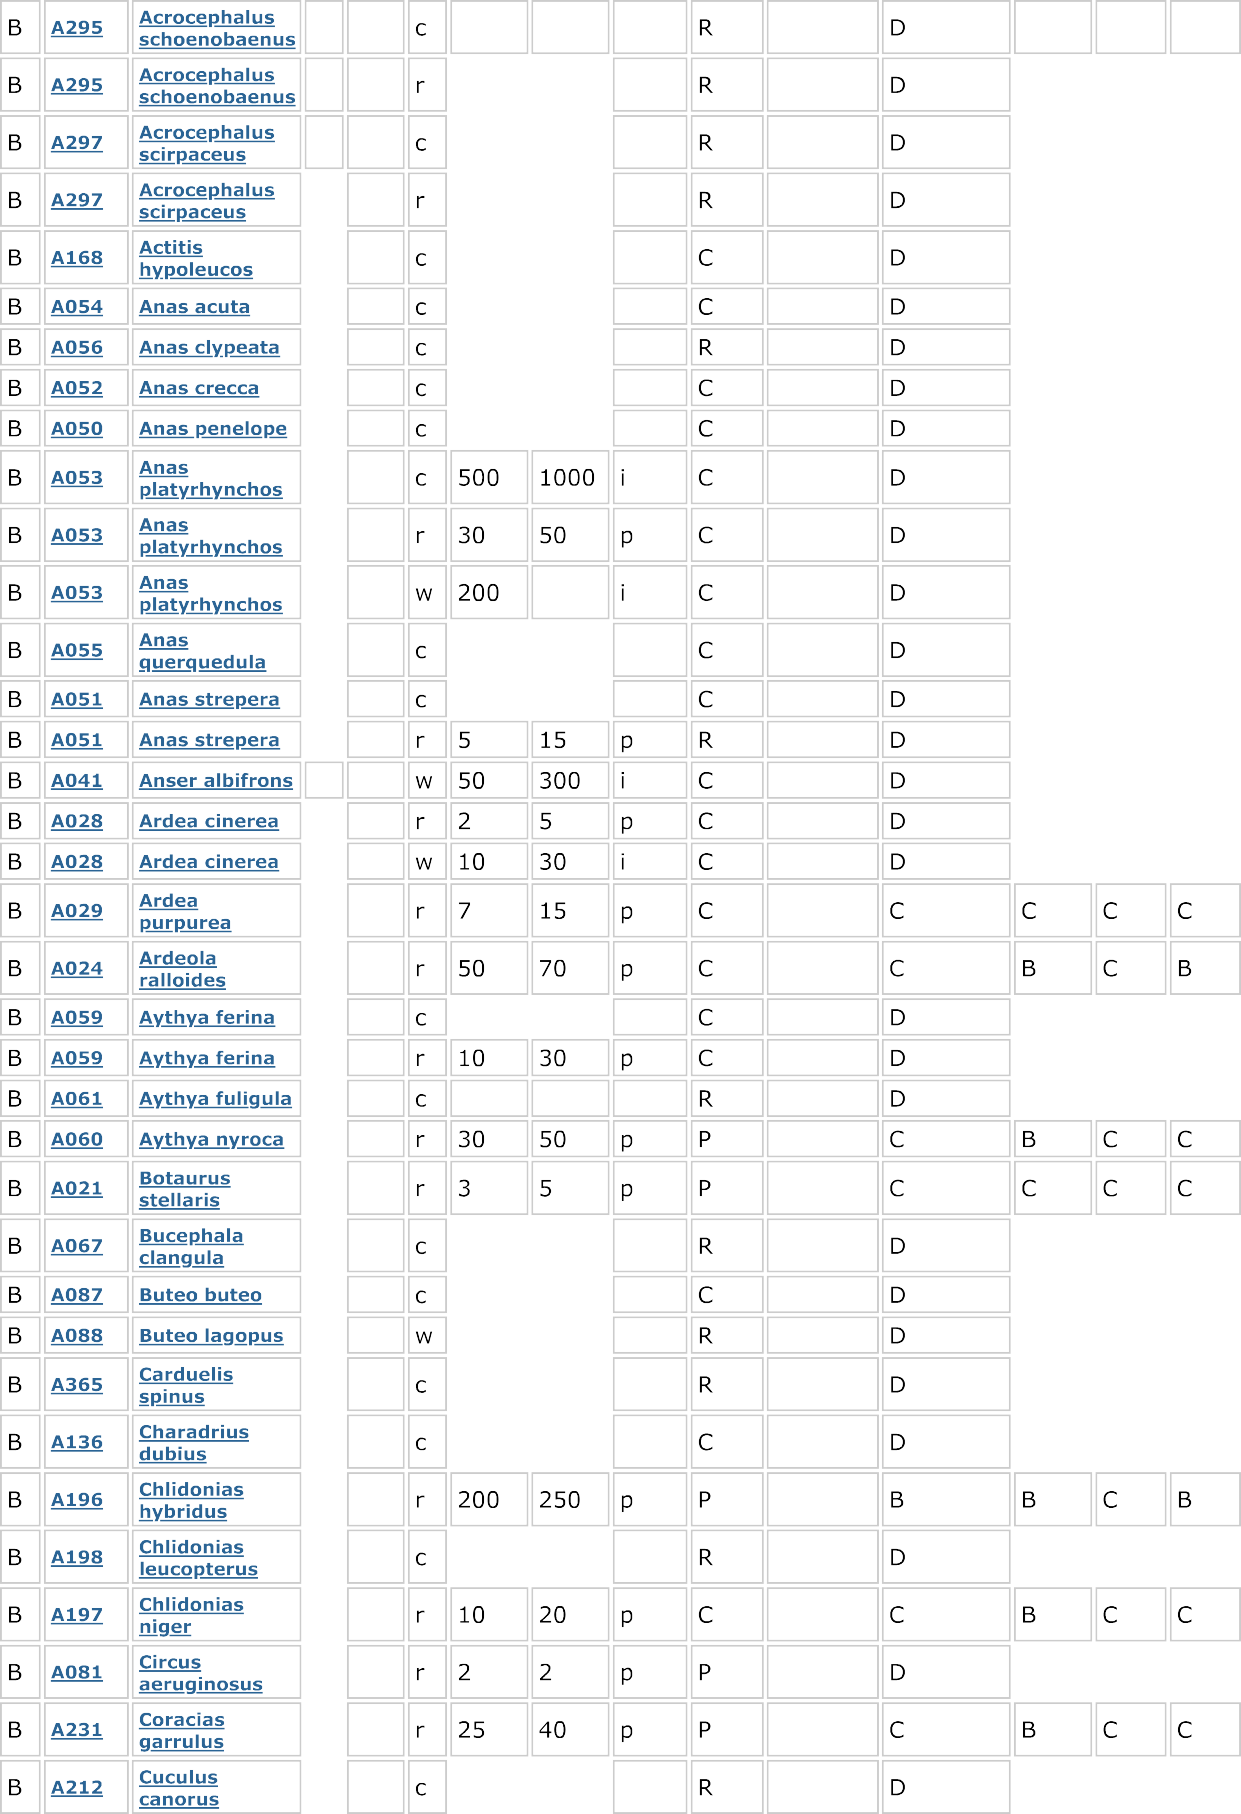 B A295 Acrocephalus schoenobaenus c R D
B A295 Acrocephalus schoenobaenus r R D
B A297 Acrocephalus scirpaceus c R D
B A297 Acrocephalus scirpaceus r R D
B A168 Actitis hypoleucos c C D
B A054 Anas acuta c C D
B A056 Anas clypeata c R D
B A052 Anas crecca c C D
B A050 Anas penelope c C D
B A053 Anas platyrhynchos c 500 1000 i C D
B A053 Anas platyrhynchos r 30 50 p C D
B A053 Anas platyrhynchos w 200 i C D
B A055 Anas querquedula c C D
B A051 Anas strepera c C D
B A051 Anas strepera r 5 15 p R D
B A041 Anser albifrons w 50 300 i C D
B A028 Ardea cinerea r 2 5 p C D
B A028 Ardea cinerea w 10 30 i C D
B A029 Ardea purpurea r 7 15 p C C C C C
B A024 Ardeola ralloides r 50 70 p C C B C B
B A059 Aythya ferina c C D
B A059 Aythya ferina r 10 30 p C D
B A061 Aythya fuligula c R D
B A060 Aythya nyroca r 30 50 p P C B C C
B A021 Botaurus stellaris r 3 5 p P C C C C
B A067 Bucephala clangula c R D
B A087 Buteo buteo c C D
B A088 Buteo lagopus w R D
B A365 Carduelis spinus c R D
B A136 Charadrius dubius c C D
B A196 Chlidonias hybridus r 200 250 p P B B C B
B A198 Chlidonias leucopterus c R D
B A197 Chlidonias niger r 10 20 p C C B C C
B A081 Circus aeruginosus r 2 2 p P D
B A231 Coracias garrulus r 25 40 p P C B C C
B A212 Cuculus canorus c R D